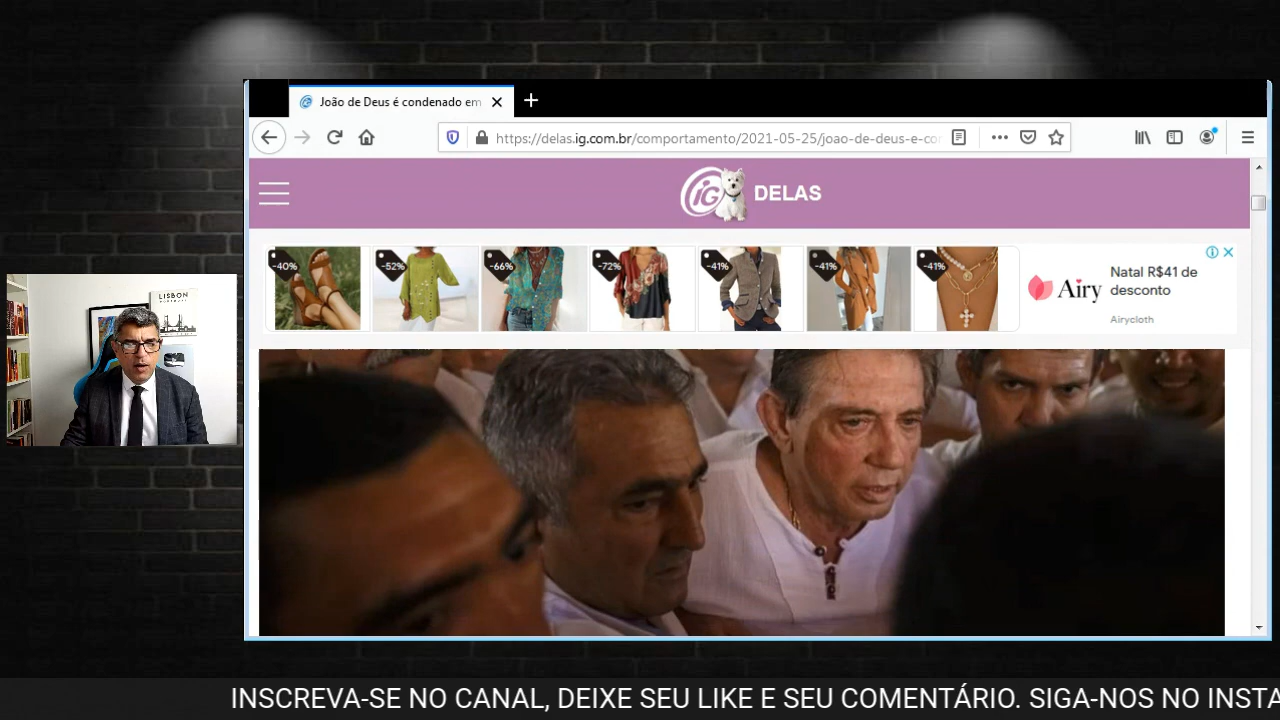 João de Deus é condenado em
https://delas.ig.com.br/comportamento/2021-05-25/joao-de-deus-e-co
iG DELAS
-40% -52% -66% -72% -41% -41% -41%
Natal R$41 de
desconto
Airy
Airycloth
LISBON
INSCREVA-SE NO CANAL, DEIXE SEU LIKE E SEU COMENTÁRIO. SIGA-NOS NO INSTA